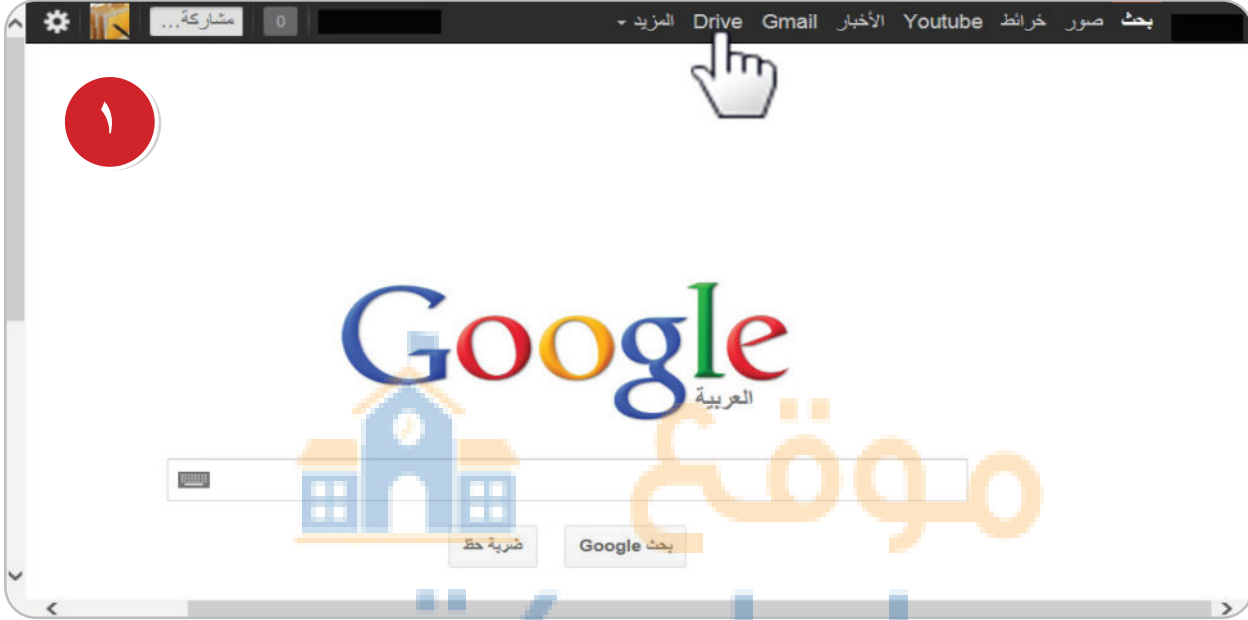 بحث صور خرائط Youtube الأخبار Gmail Drive المزيد 0 مشاركة...
١
Google
العربية
موقع
بحث Google ضربة حظ